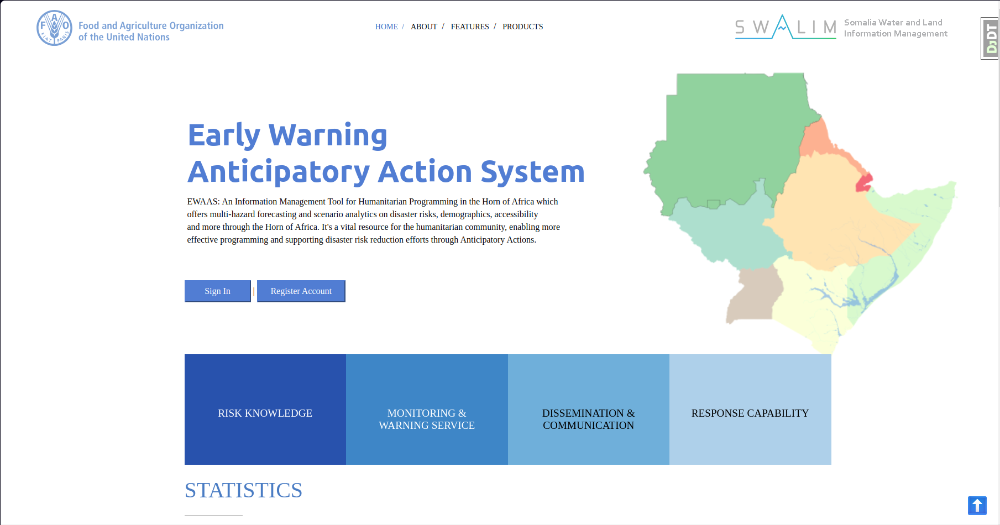 FAO
FIAT PANIS
Food and Agriculture Organization
of the United Nations
HOME / ABOUT / FEATURES / PRODUCTS
SWALIM
Somalia Water and Land
Information Management
DJDT
Early Warning
Anticipatory Action System
EWAAS: An Information Management Tool for Humanitarian Programming in the Horn of Africa which
offers multi-hazard forecasting and scenario analytics on disaster risks, demographics, accessibility
and more through the Horn of Africa. It's a vital resource for the humanitarian community, enabling more
effective programming and supporting disaster risk reduction efforts through Anticipatory Actions.
Sign In | Register Account
RISK KNOWLEDGE
MONITORING &
WARNING SERVICE
DISSEMINATION &
COMMUNICATION
RESPONSE CAPABILITY
STATISTICS